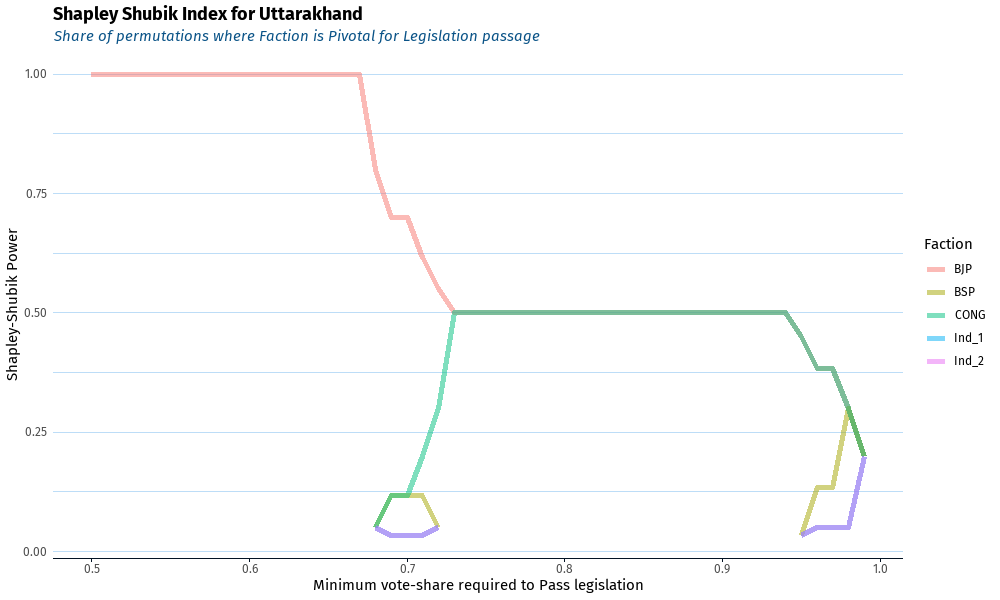 Shapley Shubik Index for Uttarakhand
Share of permutations where Faction is Pivotal for Legislation passage
1.00
0.75
0.50
0.25
0.00
Shapley-Shubik Power
0.5 0.6 0.7 0.8 0.9 1.0
Minimum vote-share required to Pass legislation
Faction
BJP
BSP
CONG
Ind_1
Ind_2